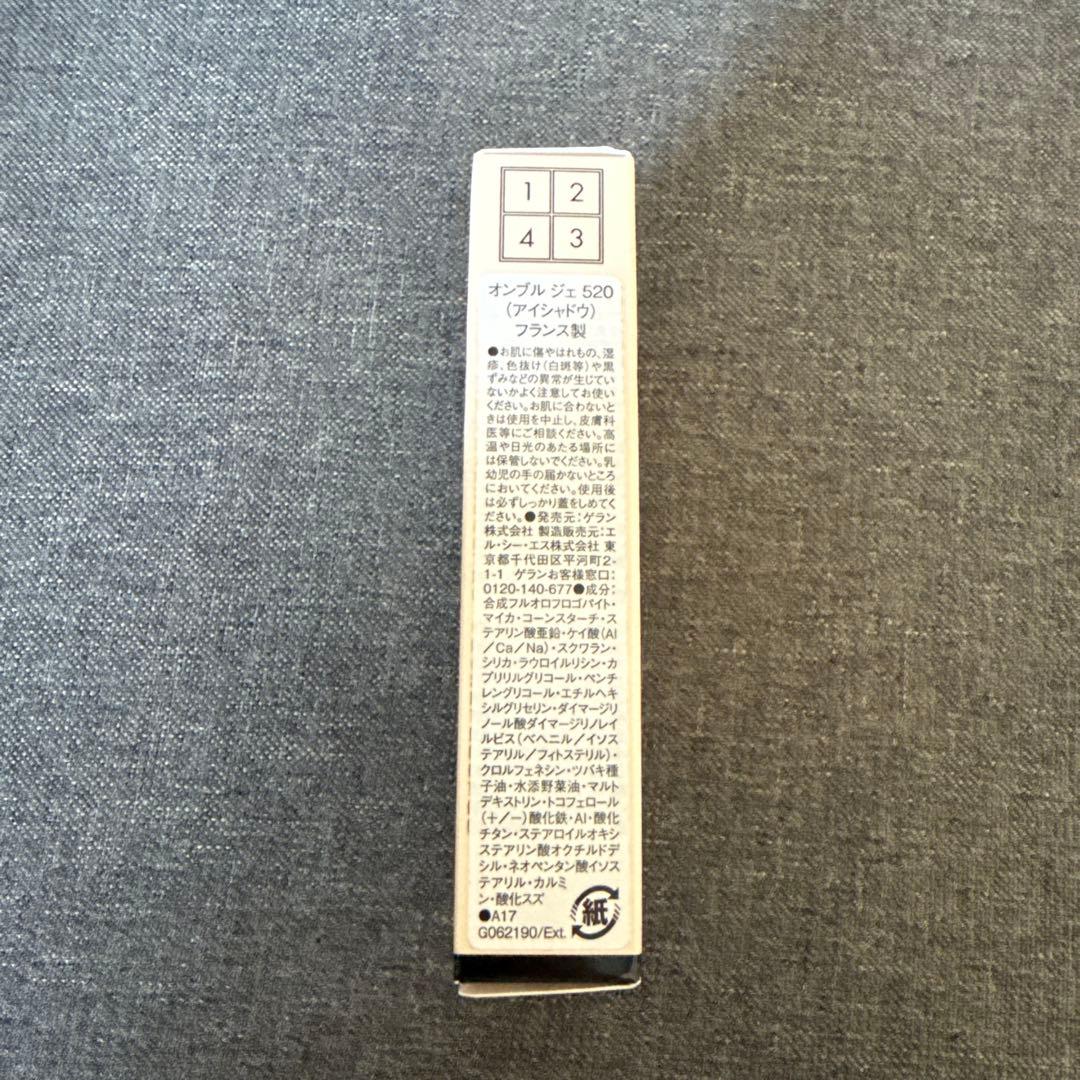 1 2
4 3
オンブル ジェ 520
(アイシャドウ)
フランス製
●お肌に傷やはれもの、湿
疹、色抜け(白斑等)や黒
ずみなどの異常が生じてい
ないかよく注意してお使い
ください。お肌に合わないと
きは使用を中止し、皮膚科
医等にご相談ください。高
温や日光のあたる場所に
は保管しないでください。乳
幼児の手の届かないところ
においてください。使用後
は必ずしっかり蓋をしめてく
ださい。●発売元:ゲラン
株式会社 製造販売元:エ
ル・シー・エス株式会社 東
京都千代田区平河町2-
1-1 ゲランお客様窓口:
0120-140-677●成分:
合成フルオロフロゴパイト・
マイカ・コーンスターチ・ス
テアリン酸亜鉛・ケイ酸(Al
/Ca/Na)・スクワラン・
シリカ・ラウロイルリシン・カ
プリリルグリコール・ペンチ
レングリコール・エチルヘキ
シルグリセリン・ダイマージリ
ノール酸ダイマージリノレイ
ルビス(ベヘニル/イソス
テアリル/フィトステリル)・
クロルフェネシン・ツバキ種
子油・水添野菜油・マルト
デキストリン・トコフェロール
(+/-)酸化鉄・Al・酸化
チタン・ステアロイルオキシ
ステアリン酸オクチルドデ
シル・ネオペンタン酸イソス
テアリル・カルミ
ン・酸化スズ
●A17
G062190/Ext.
紙